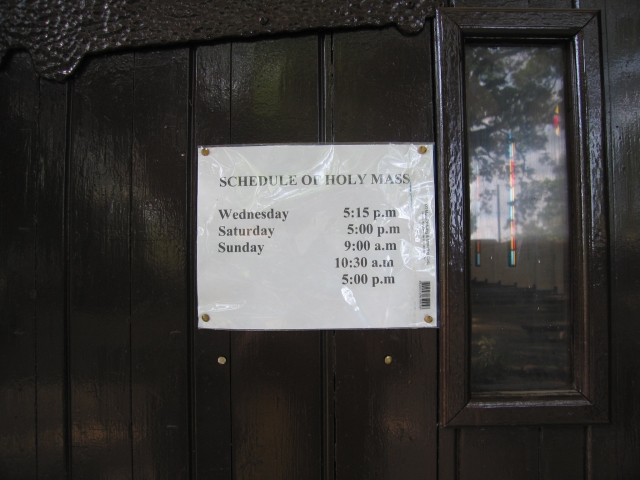 SCHEDULE OF HOLY MASS
Wednesday 5:15 p.m
Saturday 5:00 p.m
Sunday 9:00 a.m
10:30 a.m
5:00 p.m